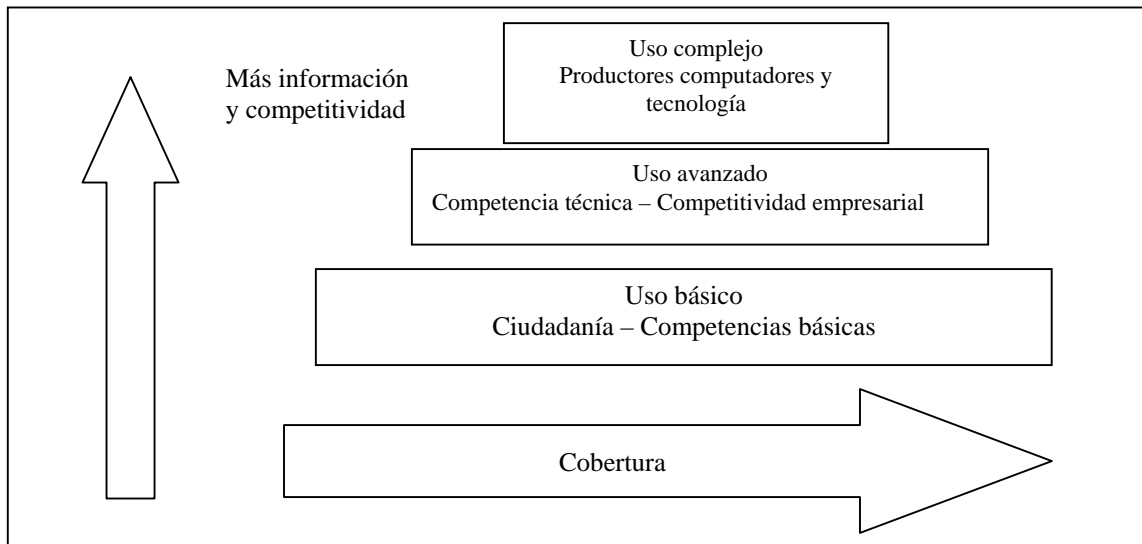 Uso complejo
Productores computadores y
tecnología
Más información
y competitividad
Uso avanzado
Competencia técnica – Competitividad empresarial
Uso básico
Ciudadanía – Competencias básicas
Cobertura